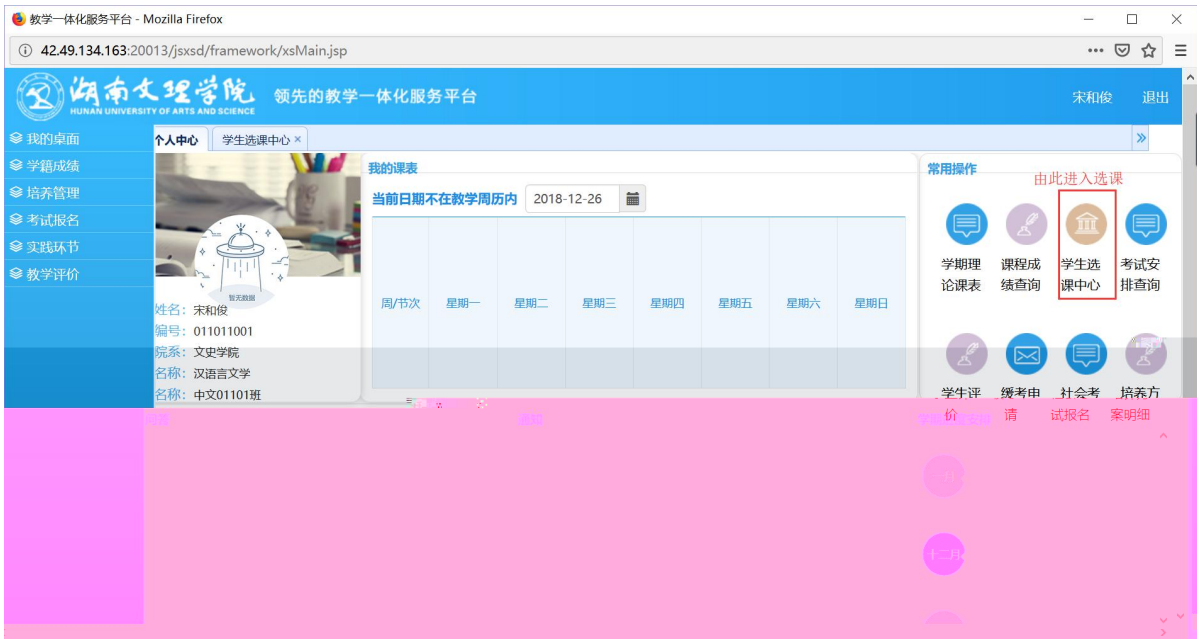 教学一体化服务平台 - Mozilla Firefox
42.49.134.163:20013/jsxsd/framework/xsMain.jsp
湖南文理学院
HUNAN UNIVERSITY OF ARTS AND SCIENCE
领先的教学一体化服务平台
宋和俊 退出
我的桌面
学籍成绩
培养管理
考试报名
实践环节
教学评价
个人中心 学生选课中心 ×
暂无数据
姓名：宋和俊
编号：011011001
院系：文史学院
名称：汉语言文学
名称：中文01101班
我的课表
当前日期不在教学周历内 2018-12-26
周/节次 星期一 星期二 星期三 星期四 星期五 星期六 星期日
常用操作
由此进入选课
学期理论课表
课程成绩查询
学生选课中心
考试安排查询
学生评价
缓考申请
社会考试报名
培养方案明细
通知
十二月